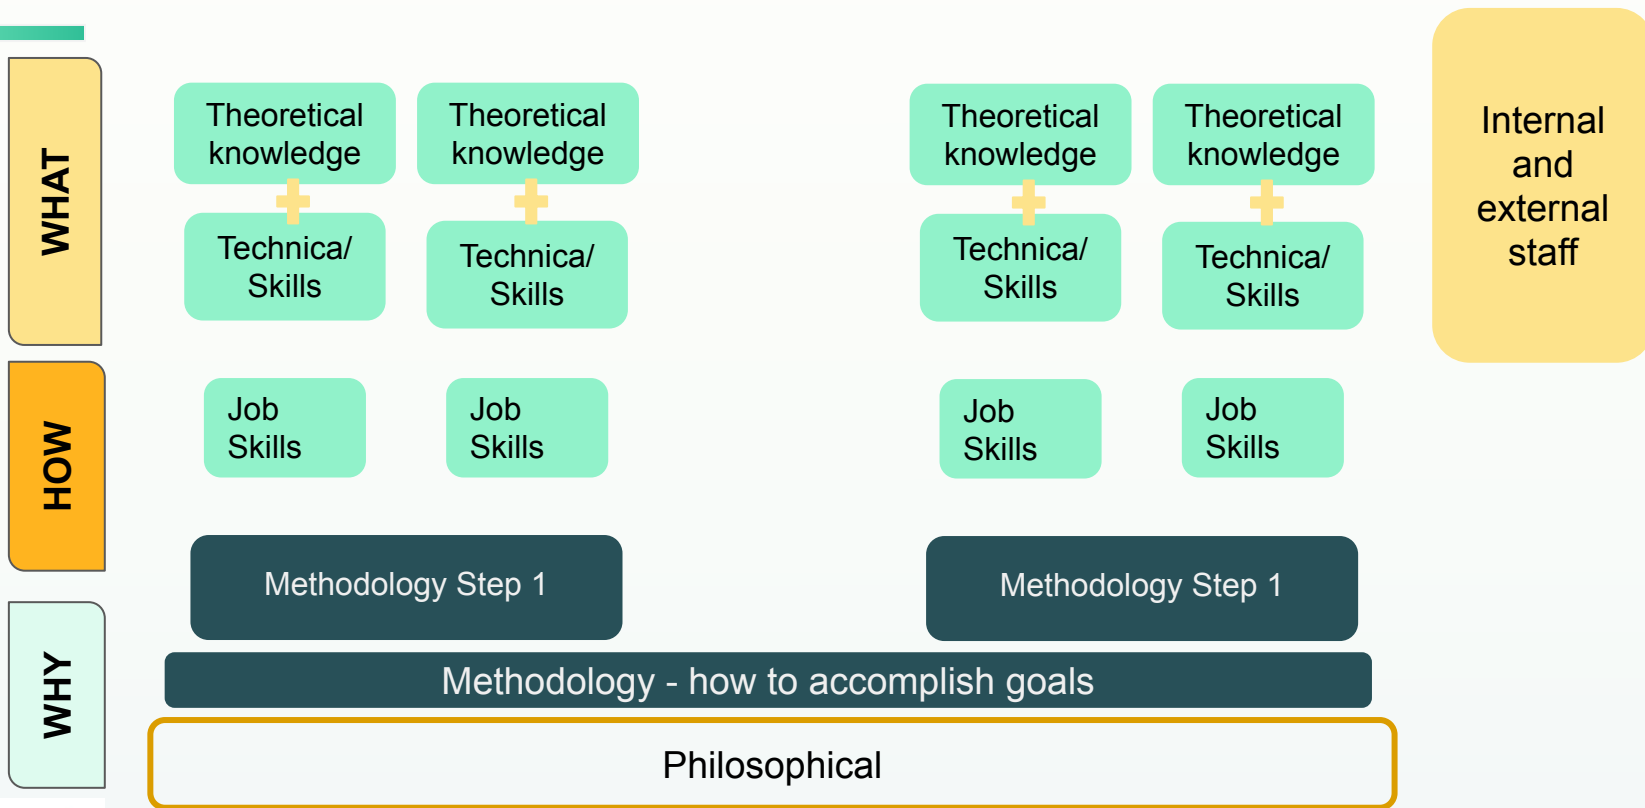 WHAT
Theoretical
knowledge
Technica/
Skills
Theoretical
knowledge
Technica/
Skills
Theoretical
knowledge
Technica/
Skills
Theoretical
knowledge
Technica/
Skills
Internal
and
external
staff
HOW
Job
Skills
Job
Skills
Job
Skills
Job
Skills
Methodology Step 1
Methodology Step 1
WHY
Methodology - how to accomplish goals
Philosophical